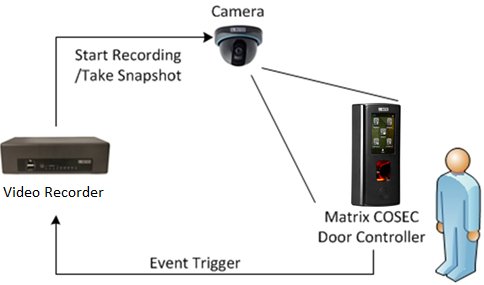 Camera
Start Recording
/Take Snapshot
Video Recorder
Matrix COSEC
Door Controller
Event Trigger